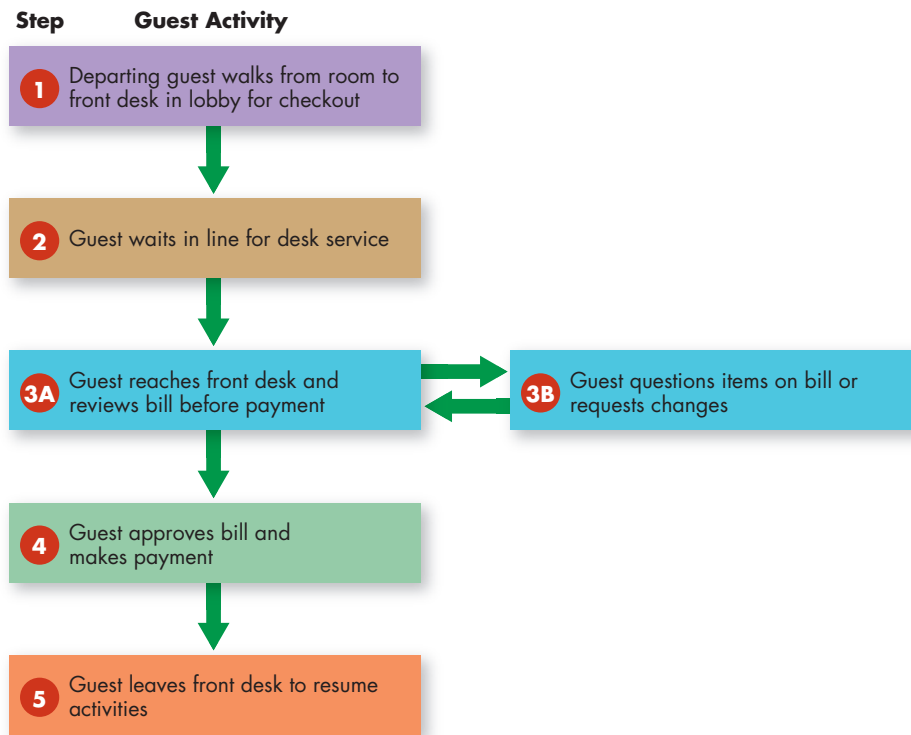 Step Guest Activity
1 Departing guest walks from room to
front desk in lobby for checkout
2 Guest waits in line for desk service
3A Guest reaches front desk and
reviews bill before payment
3B Guest questions items on bill or
requests changes
4 Guest approves bill and
makes payment
5 Guest leaves front desk to resume
activities